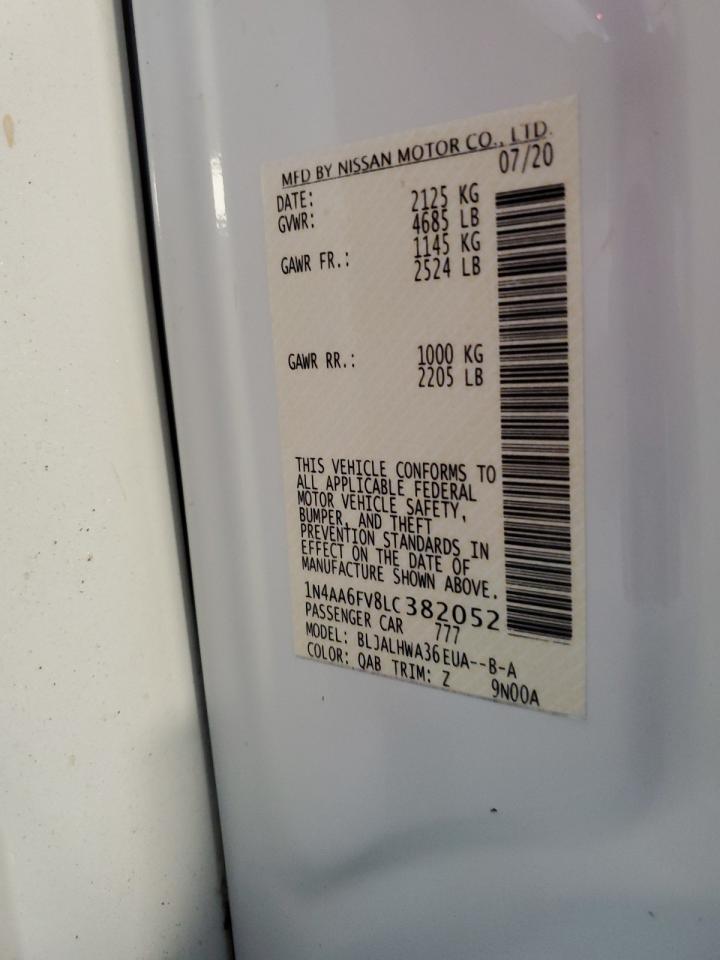 MFD BY NISSAN MOTOR CO., LTD.
DATE: 07/20
GVWR: 2125 KG
4685 LB
GAWR FR.: 1145 KG
2524 LB
GAWR RR.: 1000 KG
2205 LB
THIS VEHICLE CONFORMS TO
ALL APPLICABLE FEDERAL
MOTOR VEHICLE SAFETY,
BUMPER, AND THEFT
PREVENTION STANDARDS IN
EFFECT ON THE DATE OF
MANUFACTURE SHOWN ABOVE.
1N4AA6FV8LC382052
PASSENGER CAR 777
MODEL: BLJALHWA36EUA--B-A
COLOR: QAB TRIM: Z 9N00A